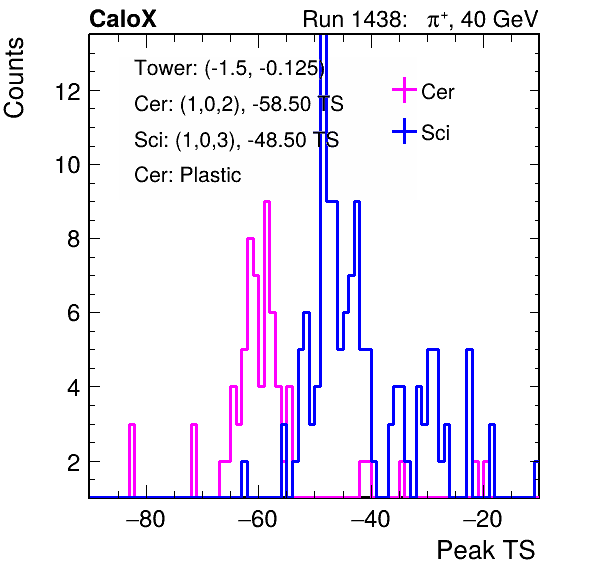 CaloX Run 1438: π⁺, 40 GeV
Counts
Tower: (-1.5, -0.125)
Cer: (1,0,2), -58.50 TS
Sci: (1,0,3), -48.50 TS
Cer: Plastic
Cer
Sci
12
10
8
6
4
2
−80 −60 −40 −20
Peak TS